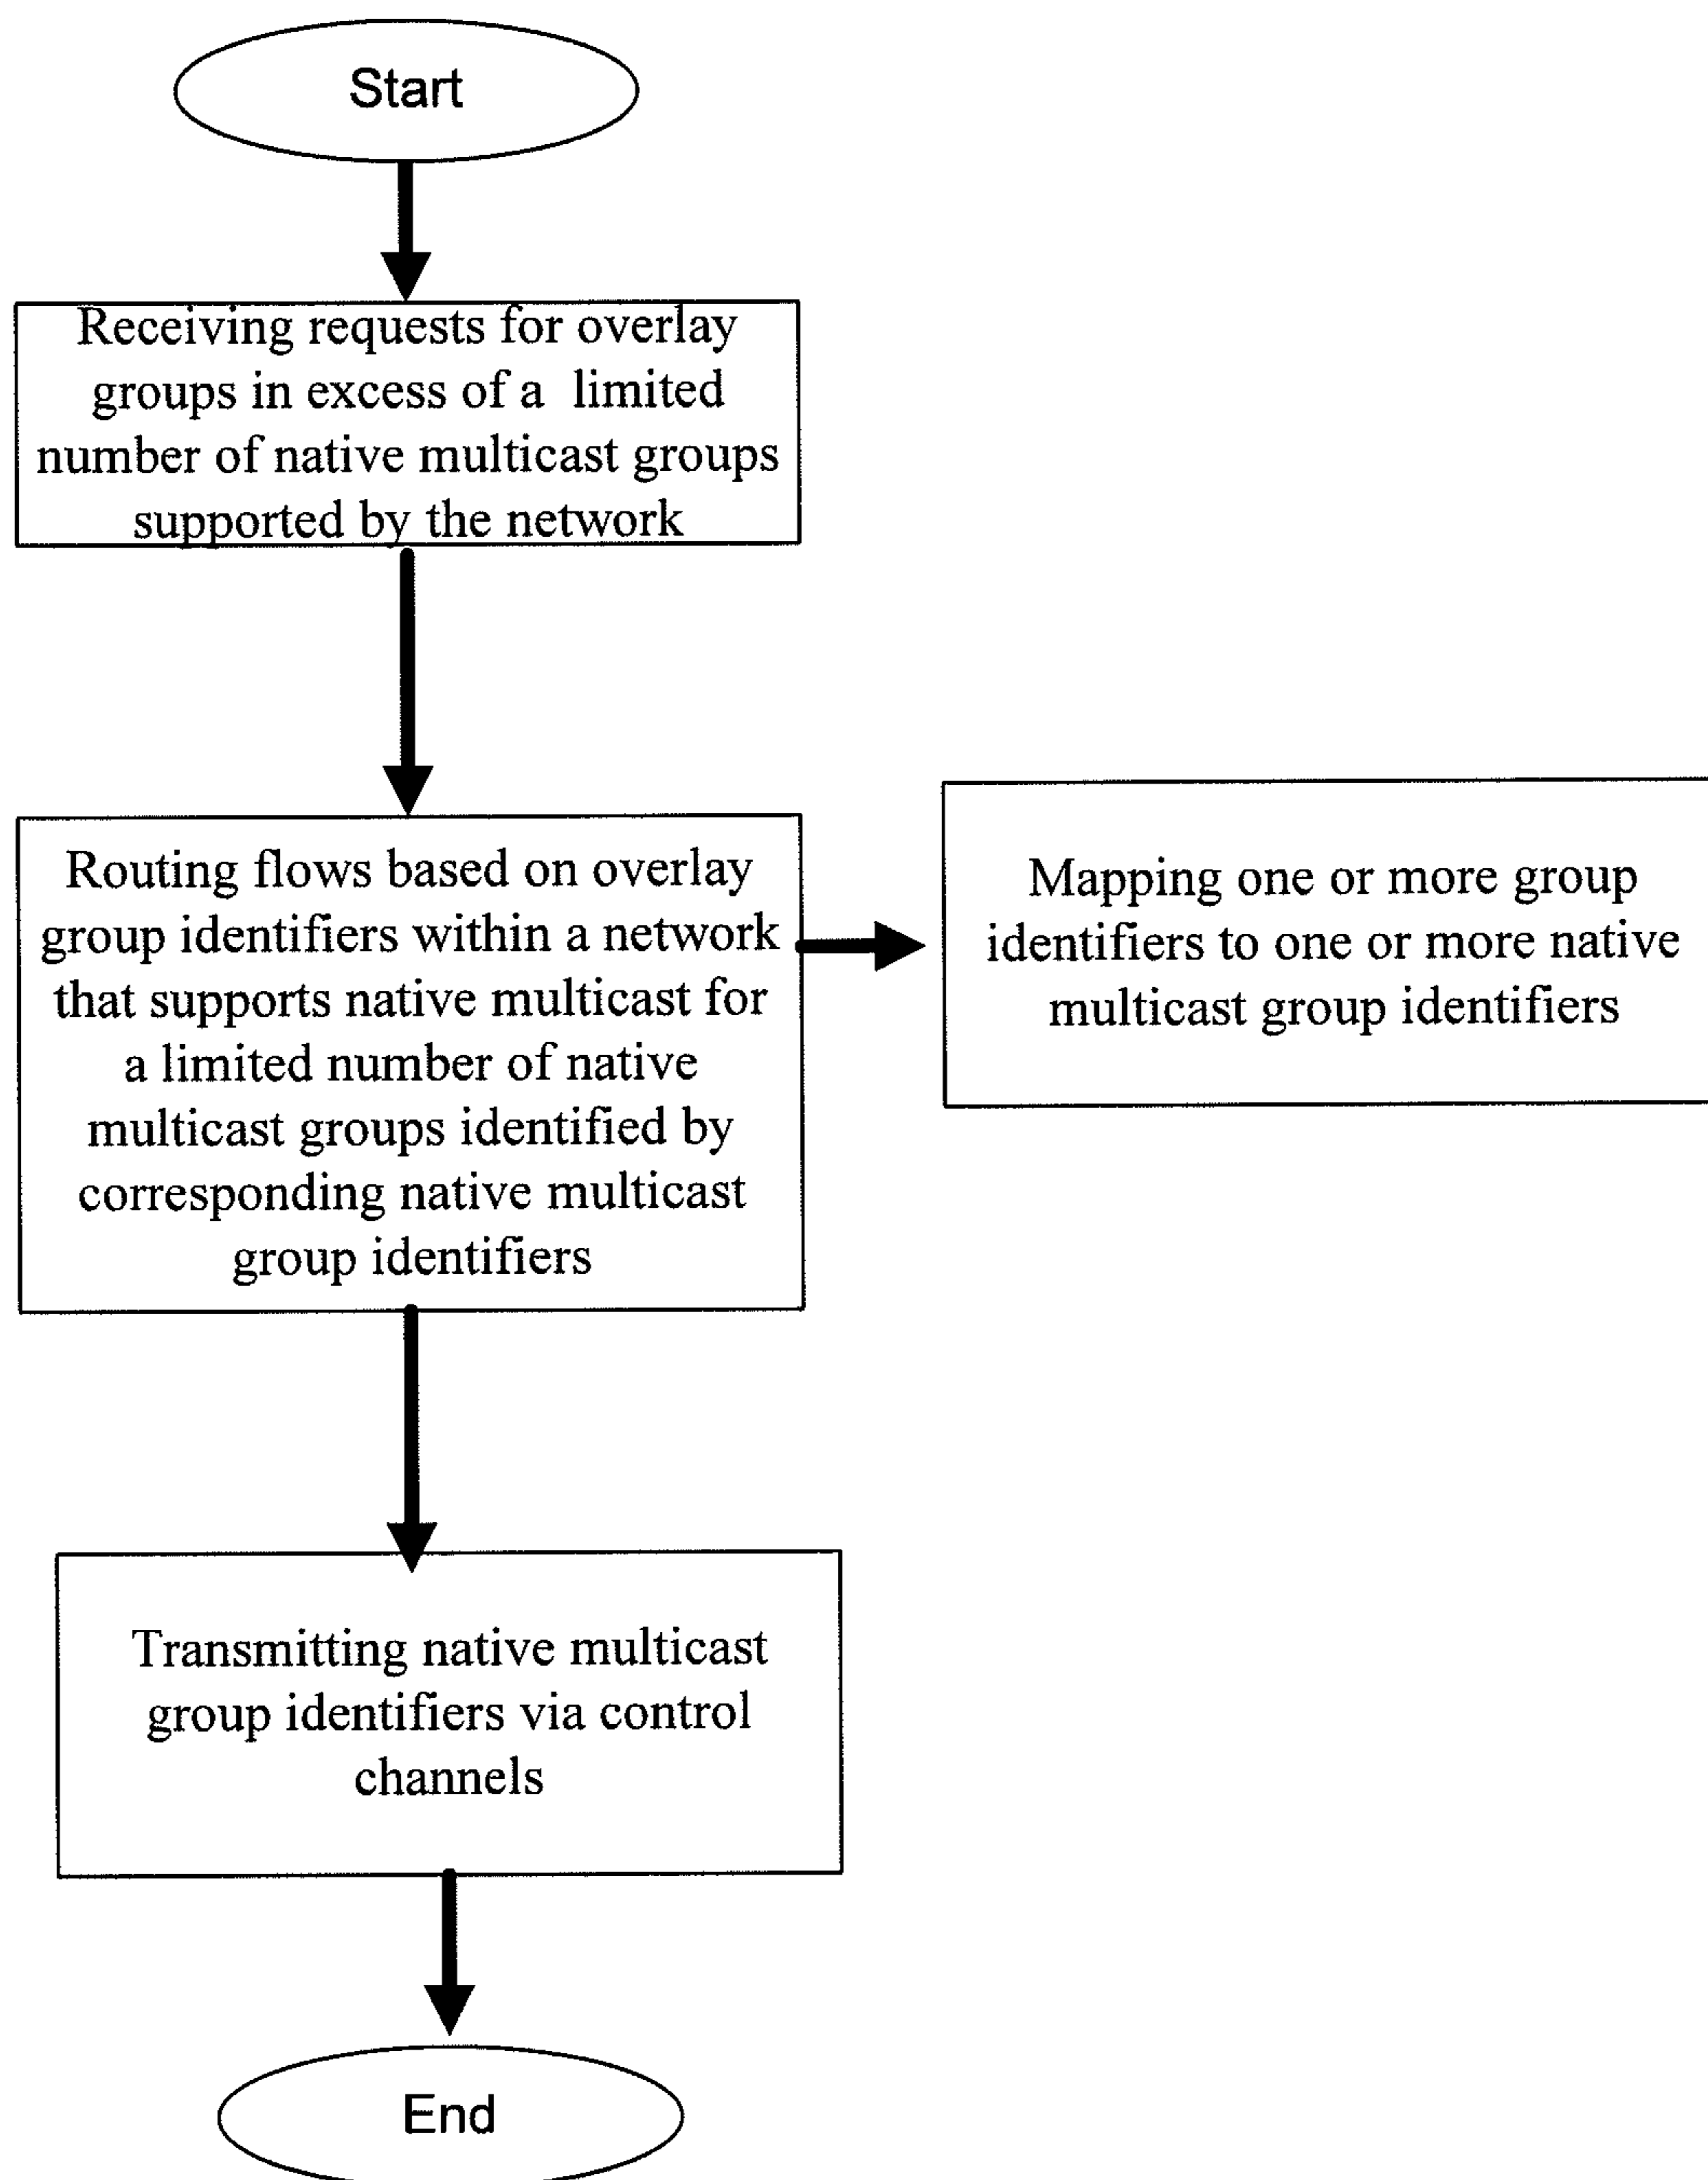 Start
Receiving requests for overlay
groups in excess of a limited
number of native multicast groups
supported by the network
Routing flows based on overlay
group identifiers within a network
that supports native multicast for
a limited number of native
multicast groups identified by
corresponding native multicast
group identifiers
Mapping one or more group
identifiers to one or more native
multicast group identifiers
Transmitting native multicast
group identifiers via control
channels
End